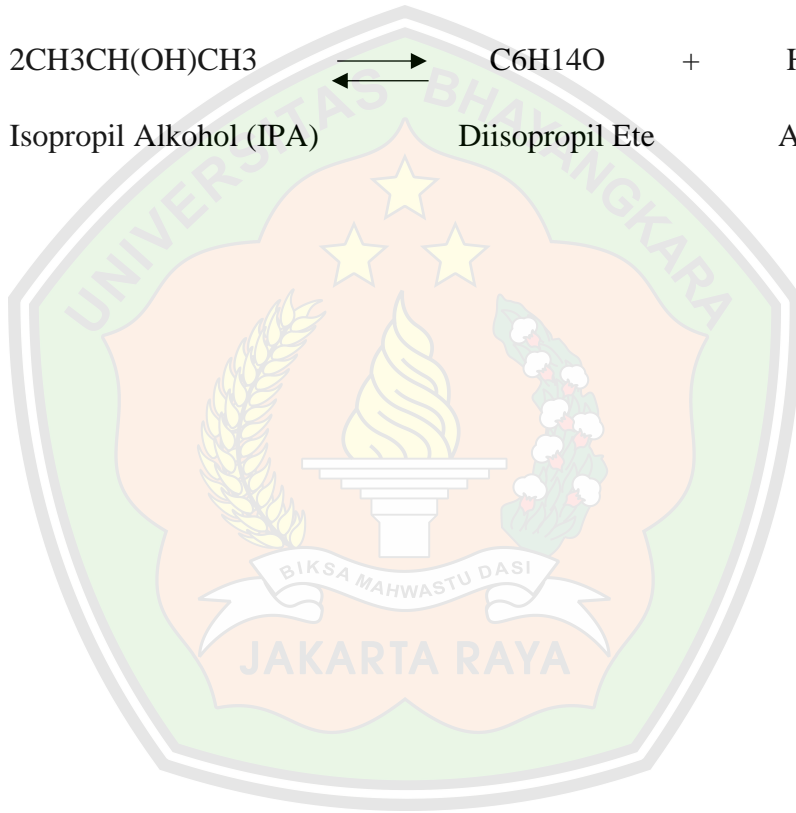 2CH3CH(OH)CH3 ⇌ C6H14O +
Isopropil Alkohol (IPA) Diisopropil Ete
UNIVERSITAS BHAYANGKARA
BIKSA MAHWASTU DASI
JAKARTA RAYA